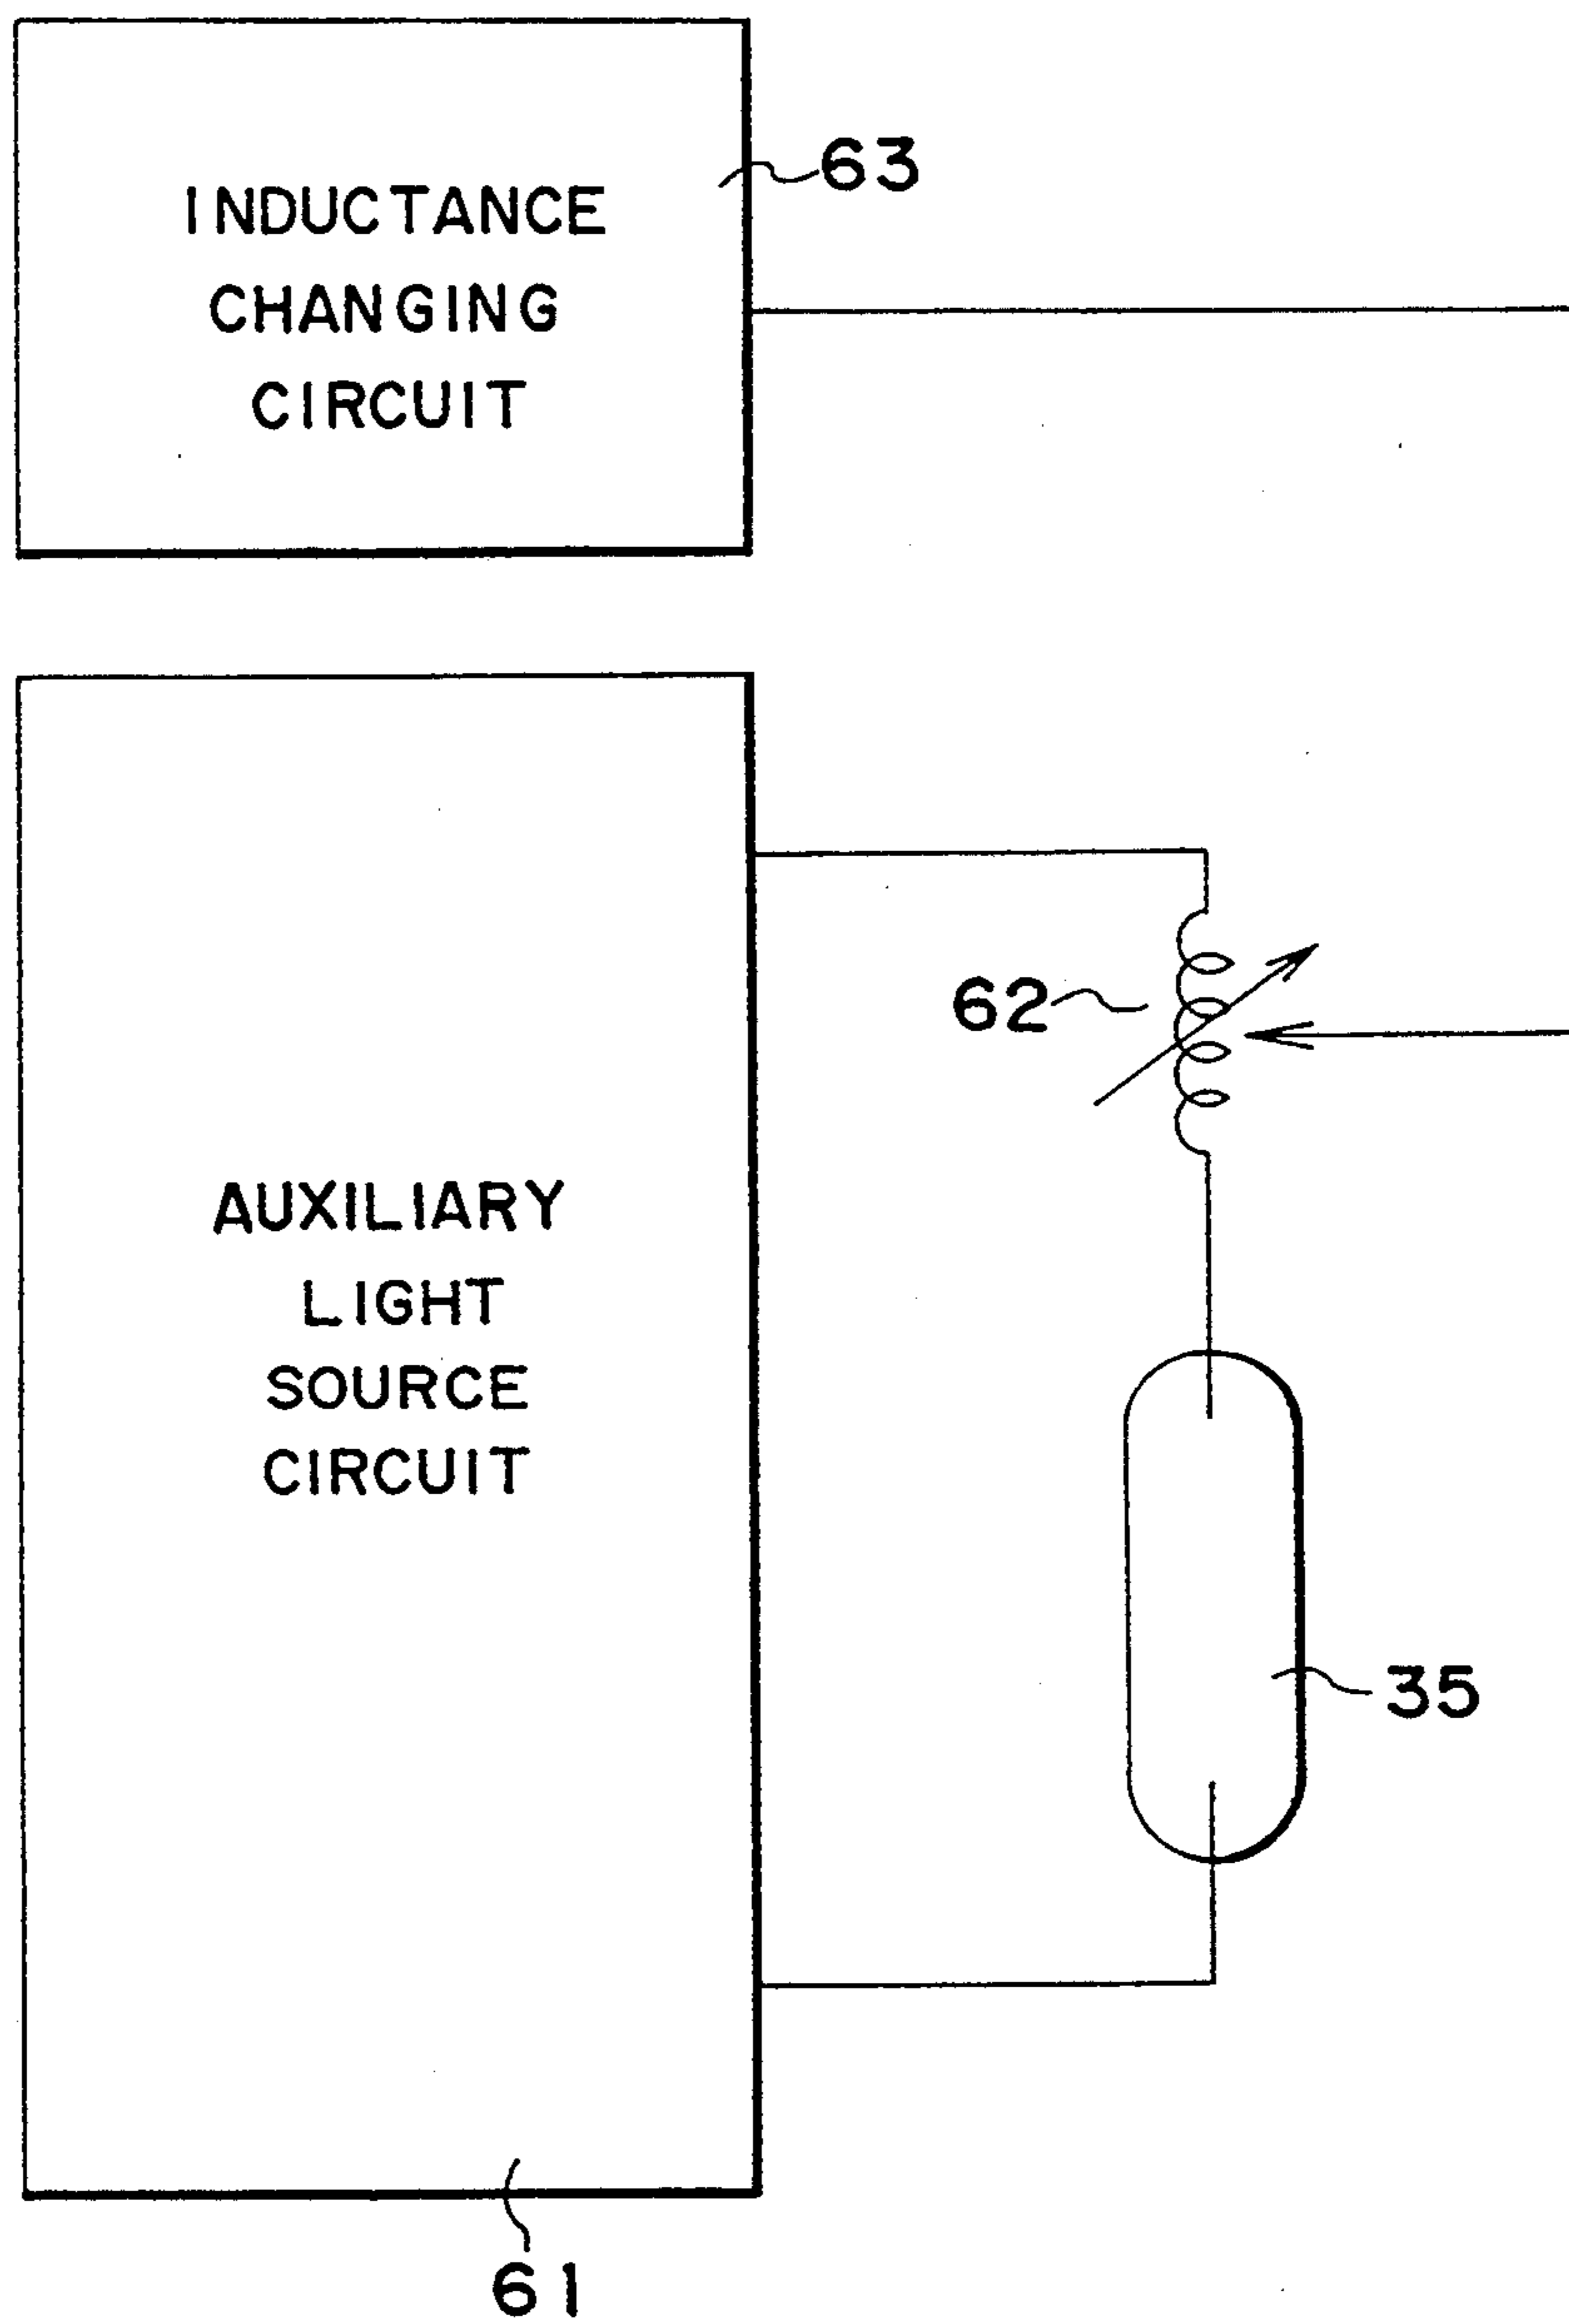 INDUCTANCE
CHANGING
CIRCUIT
63
62
AUXILIARY
LIGHT
SOURCE
CIRCUIT
35
61